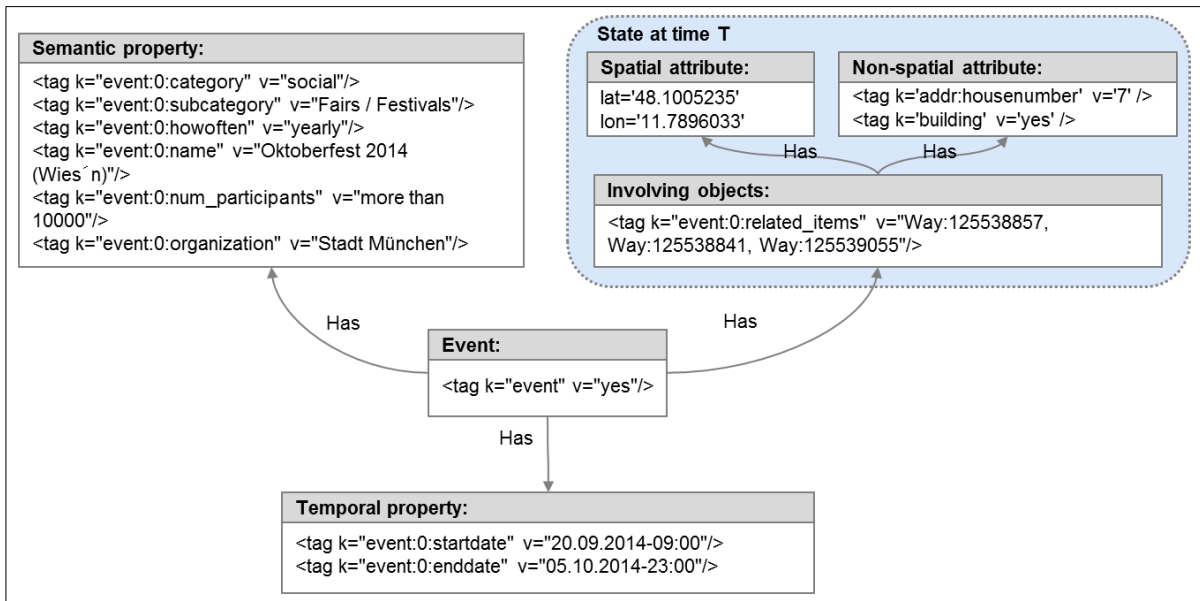 Semantic property:
<tag k="event:0:category" v="social"/>
<tag k="event:0:subcategory" v="Fairs / Festivals"/>
<tag k="event:0:howoften" v="yearly"/>
<tag k="event:0:name" v="Oktoberfest 2014
(Wies´n)"/>
<tag k="event:0:num_participants" v="more than
10000"/>
<tag k="event:0:organization" v="Stadt München"/>
State at time T
Spatial attribute:
lat='48.1005235'
lon='11.7896033'
Non-spatial attribute:
<tag k='addr:housenumber' v='7' />
<tag k='building' v='yes' />
Has
Has
Involving objects:
<tag k="event:0:related_items" v="Way:125538857,
Way:125538841, Way:125539055"/>
Has
Has
Event:
<tag k="event" v="yes"/>
Has
Temporal property:
<tag k="event:0:startdate" v="20.09.2014-09:00"/>
<tag k="event:0:enddate" v="05.10.2014-23:00"/>